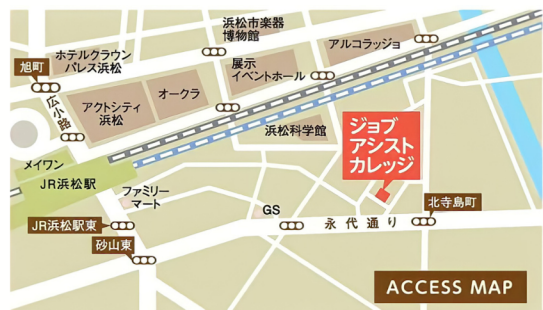 浜松市楽器
博物館
アルコラッジョ
ホテルクラウン
パレス浜松
旭町
展示
イベントホール
オークラ
アクトシティ
浜松
広小路
浜松科学館
ジョブ
アシスト
カレッジ
メイワン
JR浜松駅
ファミリー
マート
GS
北寺島町
JR浜松駅東
永代通り
砂山東
ACCESS MAP